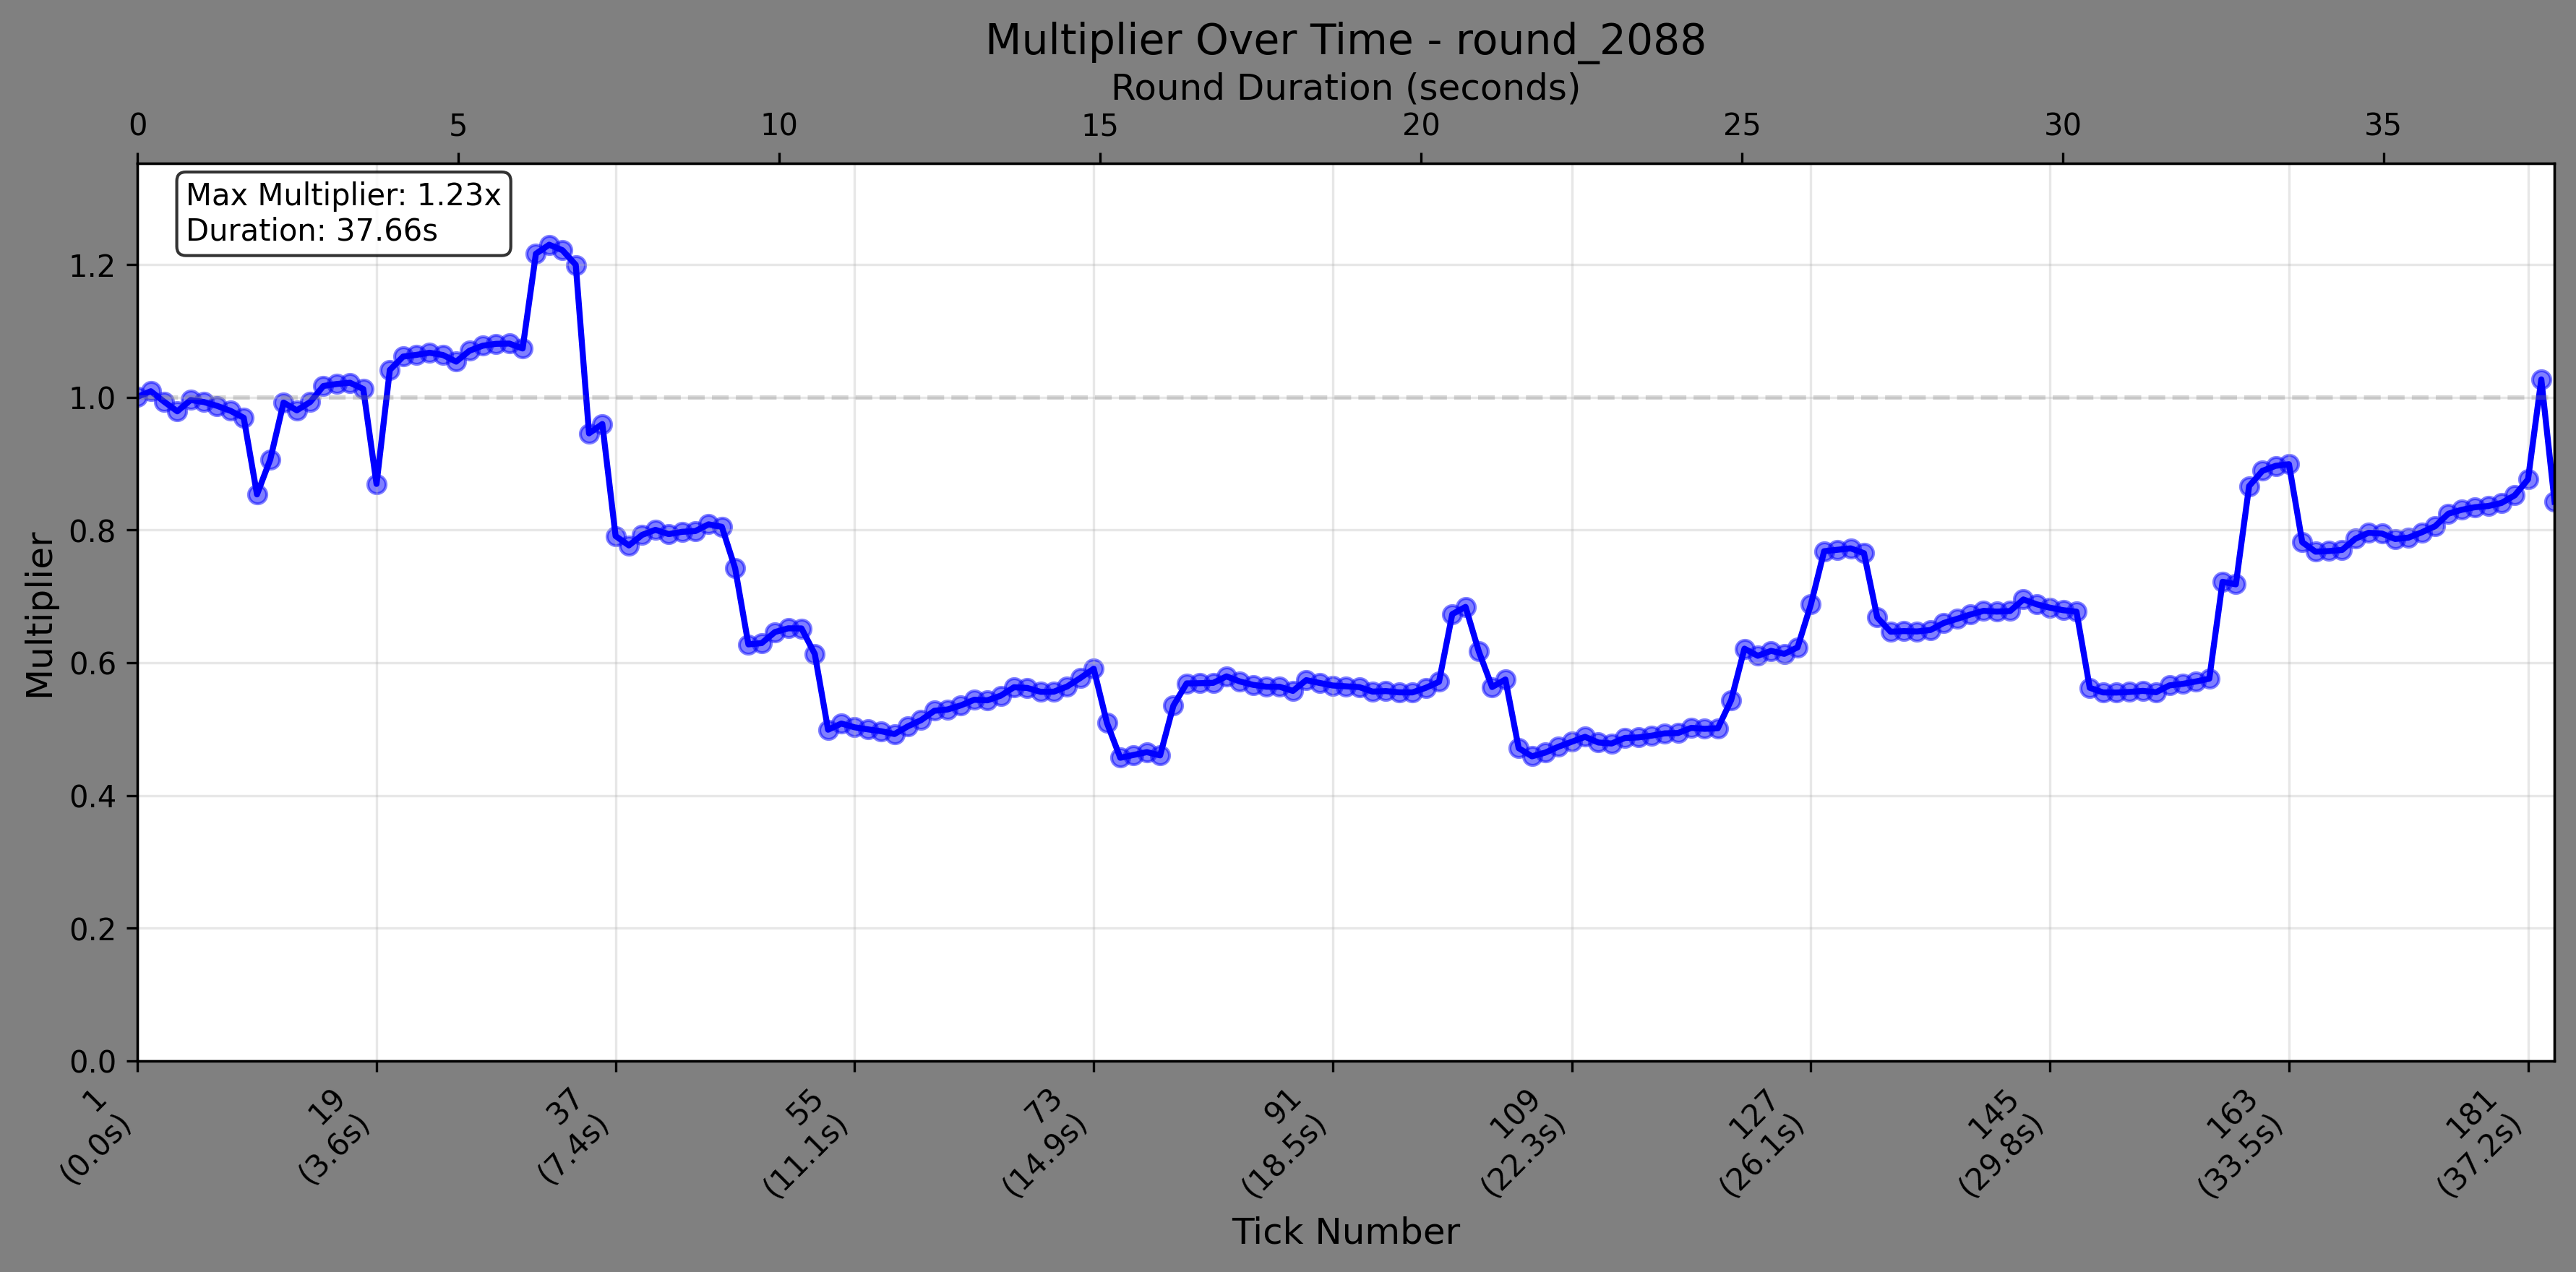 Multiplier Over Time - round_2088
Round Duration (seconds)
0 5 10 15 20 25 30 35
Max Multiplier: 1.23x
Duration: 37.66s
Multiplier
1.2
1.0
0.8
0.6
0.4
0.2
0.0
1 19 37 55 73 91 109 127 145 163 181
(0.0s) (3.6s) (7.4s) (11.1s) (14.9s) (18.5s) (22.3s) (26.1s) (29.8s) (33.5s) (37.2s)
Tick Number